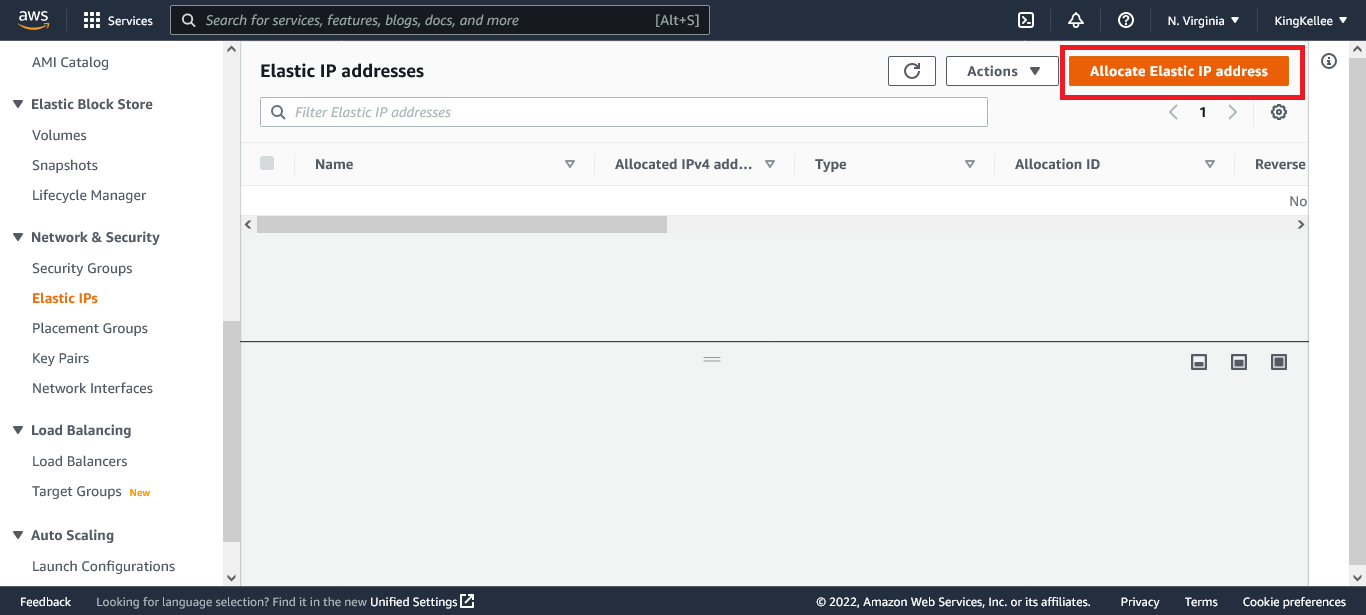 aws Services Search for services, features, blogs, docs, and more [Alt+S] N. Virginia KingKellee
AMI Catalog
Elastic Block Store
Volumes
Snapshots
Lifecycle Manager
Network & Security
Security Groups
Elastic IPs
Placement Groups
Key Pairs
Network Interfaces
Load Balancing
Load Balancers
Target Groups New
Auto Scaling
Launch Configurations
Elastic IP addresses Actions Allocate Elastic IP address
Filter Elastic IP addresses 1
Name Allocated IPv4 add... Type Allocation ID Reverse
No
Feedback Looking for language selection? Find it in the new Unified Settings © 2022, Amazon Web Services, Inc. or its affiliates. Privacy Terms Cookie preferences